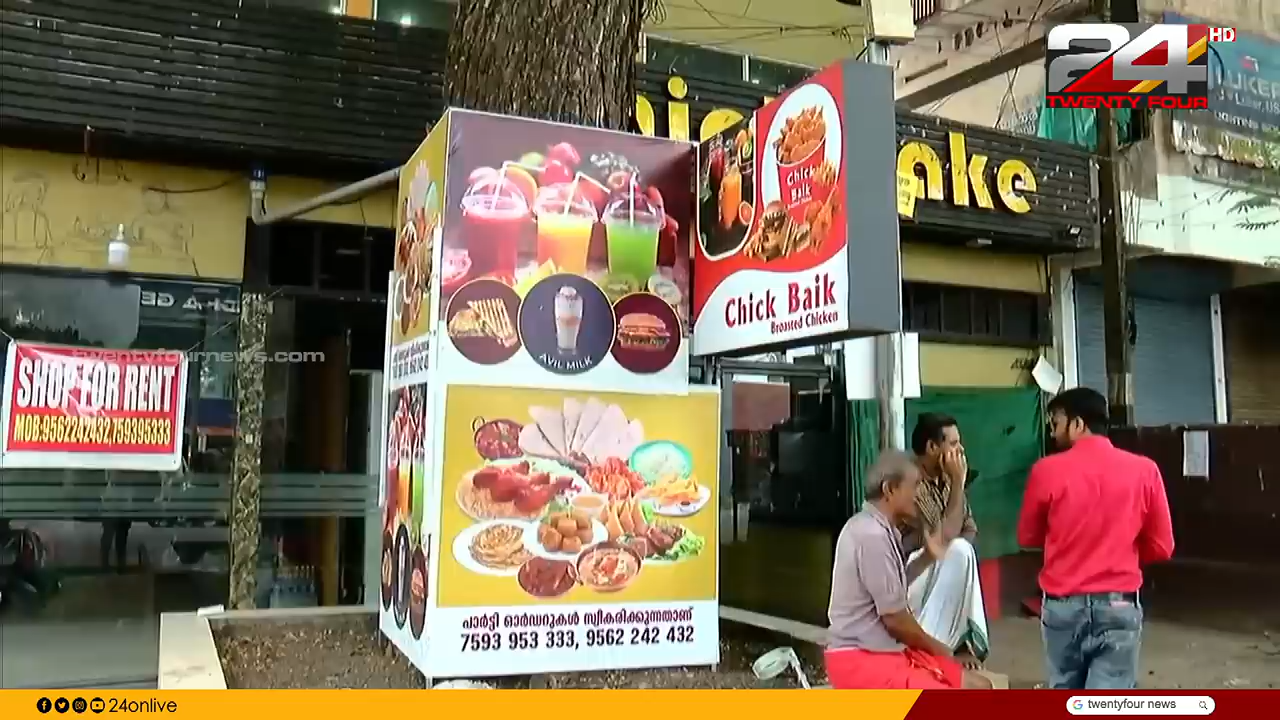 24 HD
TWENTY FOUR
ake
Chick
Baik
Chick Baik
Broasted Chicken
AVIL MILK
twentyfournews.com
SHOP FOR RENT
MOB:9562242432,759395333
പാർട്ടി ഓർഡറുകൾ സ്വീകരിക്കുന്നതാണ്
7593 953 333, 9562 242 432
24onlive
twentyfour news